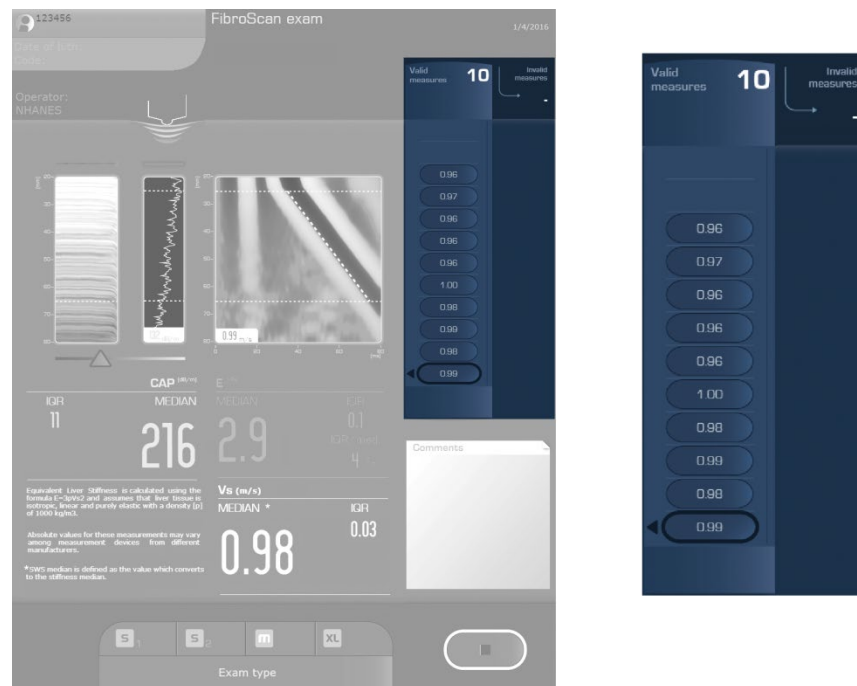 123456
FibroScan exam
1/4/2016
Date of birth:
Code:
Operator:
NHANES
Valid measures 10
Invalid measures -
0.96
0.97
0.96
0.96
0.96
1.00
0.98
0.99
0.98
0.99
0.99 m/s
CAP (dB/m)
IQR
11
MEDIAN
216
E
MEDIAN
2.9
IQR
0.1
IQR / med
4
Equivalent Liver Stiffness is calculated using the
formula E=3pVs2 and assumes that liver tissue is
isotropic, linear and purely elastic with a density [p]
of 1000 kg/m3.
Absolute values for these measurements may vary
among measurement devices from different
manufacturers.
*SWS median is defined as the value which converts
to the stiffness median.
Vs (m/s)
MEDIAN *
0.98
IQR
0.03
Comments
S 1
S 2
m
XL
Exam type
Valid measures 10
Invalid measures -
0.96
0.97
0.96
0.96
0.96
1.00
0.98
0.99
0.98
0.99